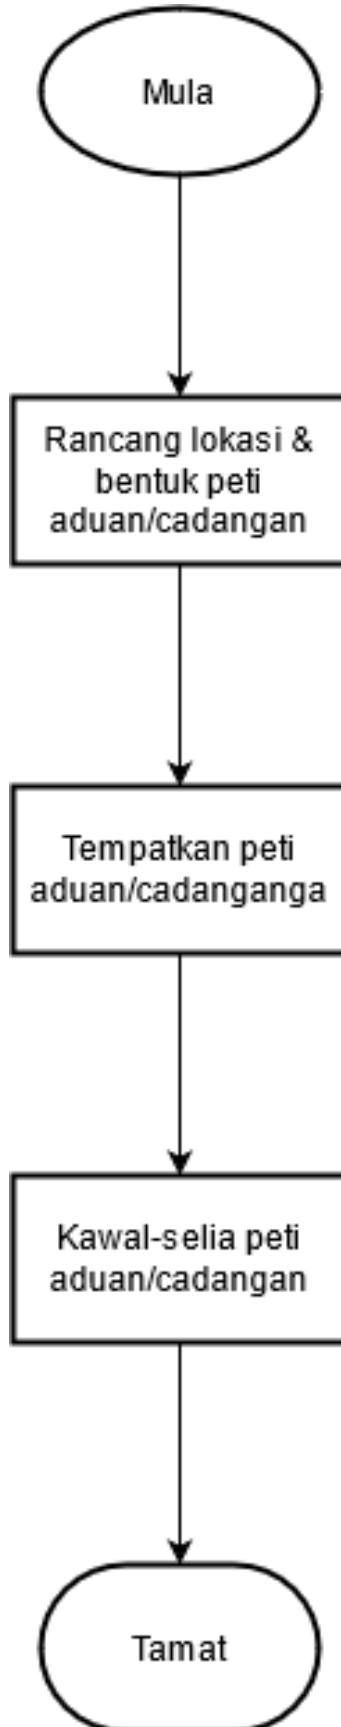 Mula
Rancang lokasi &
bentuk peti
aduan/cadangan
Tempatkan peti
aduan/cadanganga
Kawal-selia peti
aduan/cadangan
Tamat